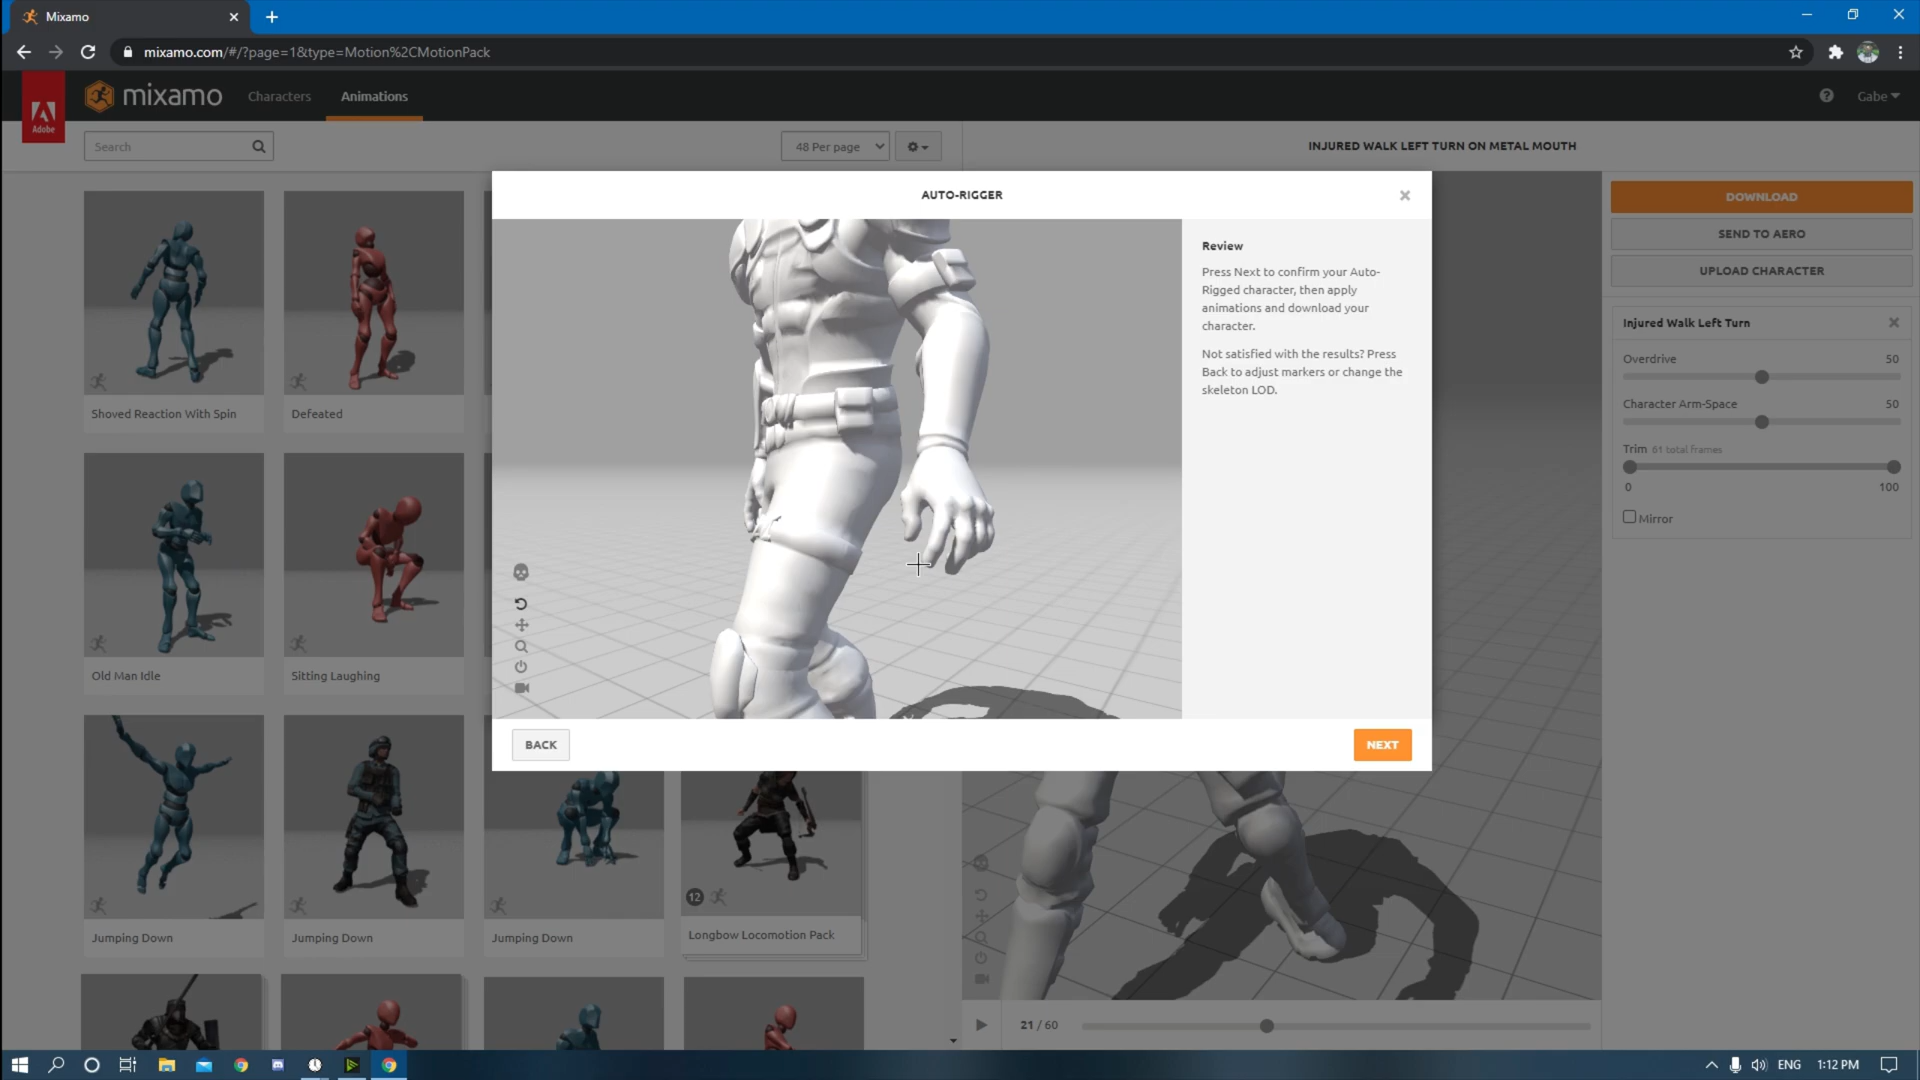 Mixamo
mixamo.com/#/?page=1&type=Motion%2CMotionPack
Adobe
mixamo
Characters
Animations
Gabe
Search
48 Per page
INJURED WALK LEFT TURN ON METAL MOUTH
AUTO-RIGGER
DOWNLOAD
SEND TO AERO
UPLOAD CHARACTER
Review
Press Next to confirm your Auto-
Rigged character, then apply
animations and download your
character.
Not satisfied with the results? Press
Back to adjust markers or change the
skeleton LOD.
Injured Walk Left Turn
Overdrive 50
Character Arm-Space 50
Trim 61 total frames
0 100
Mirror
Shoved Reaction With Spin
Defeated
Old Man Idle
Sitting Laughing
BACK
NEXT
12
Jumping Down
Jumping Down
Jumping Down
Longbow Locomotion Pack
21 / 60
ENG
1:12 PM